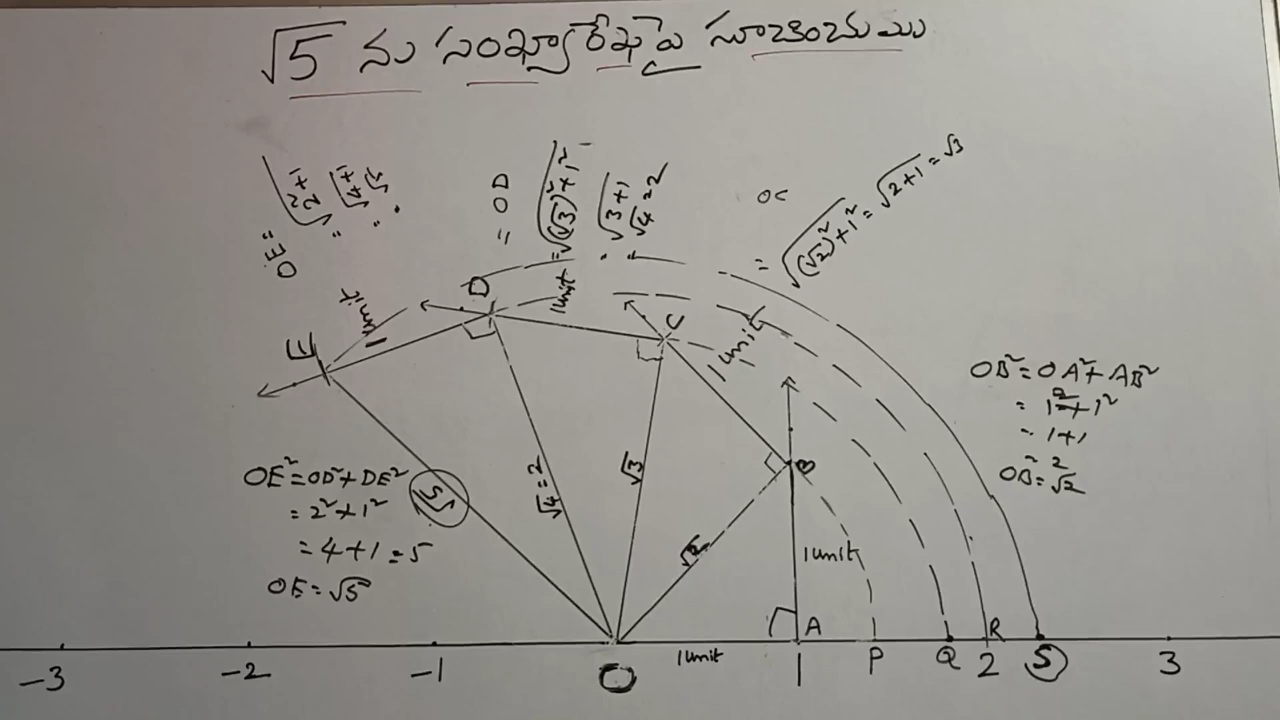 √5 ను సంఖ్యారేఖపై సూచించుము
OE =
√2²+1
= √4+1
= √5
= OD
= √(√3)²+1²
= √3+1
= √4 = 2
OC
= √(√2)²+1² = √2+1 = √3
E
1 unit
D
1 unit
C
1 unit
B
OB² = OA² + AB²
= 1² + 1²
= 1+1
= 2
OB = √2
OE² = OD² + DE²
= 2² + 1²
= 4+1 = 5
OE = √5
√5
√4 = 2
√3
√2
1 unit
A
R
-3 -2 -1 O 1 unit 1 P Q 2 S 3